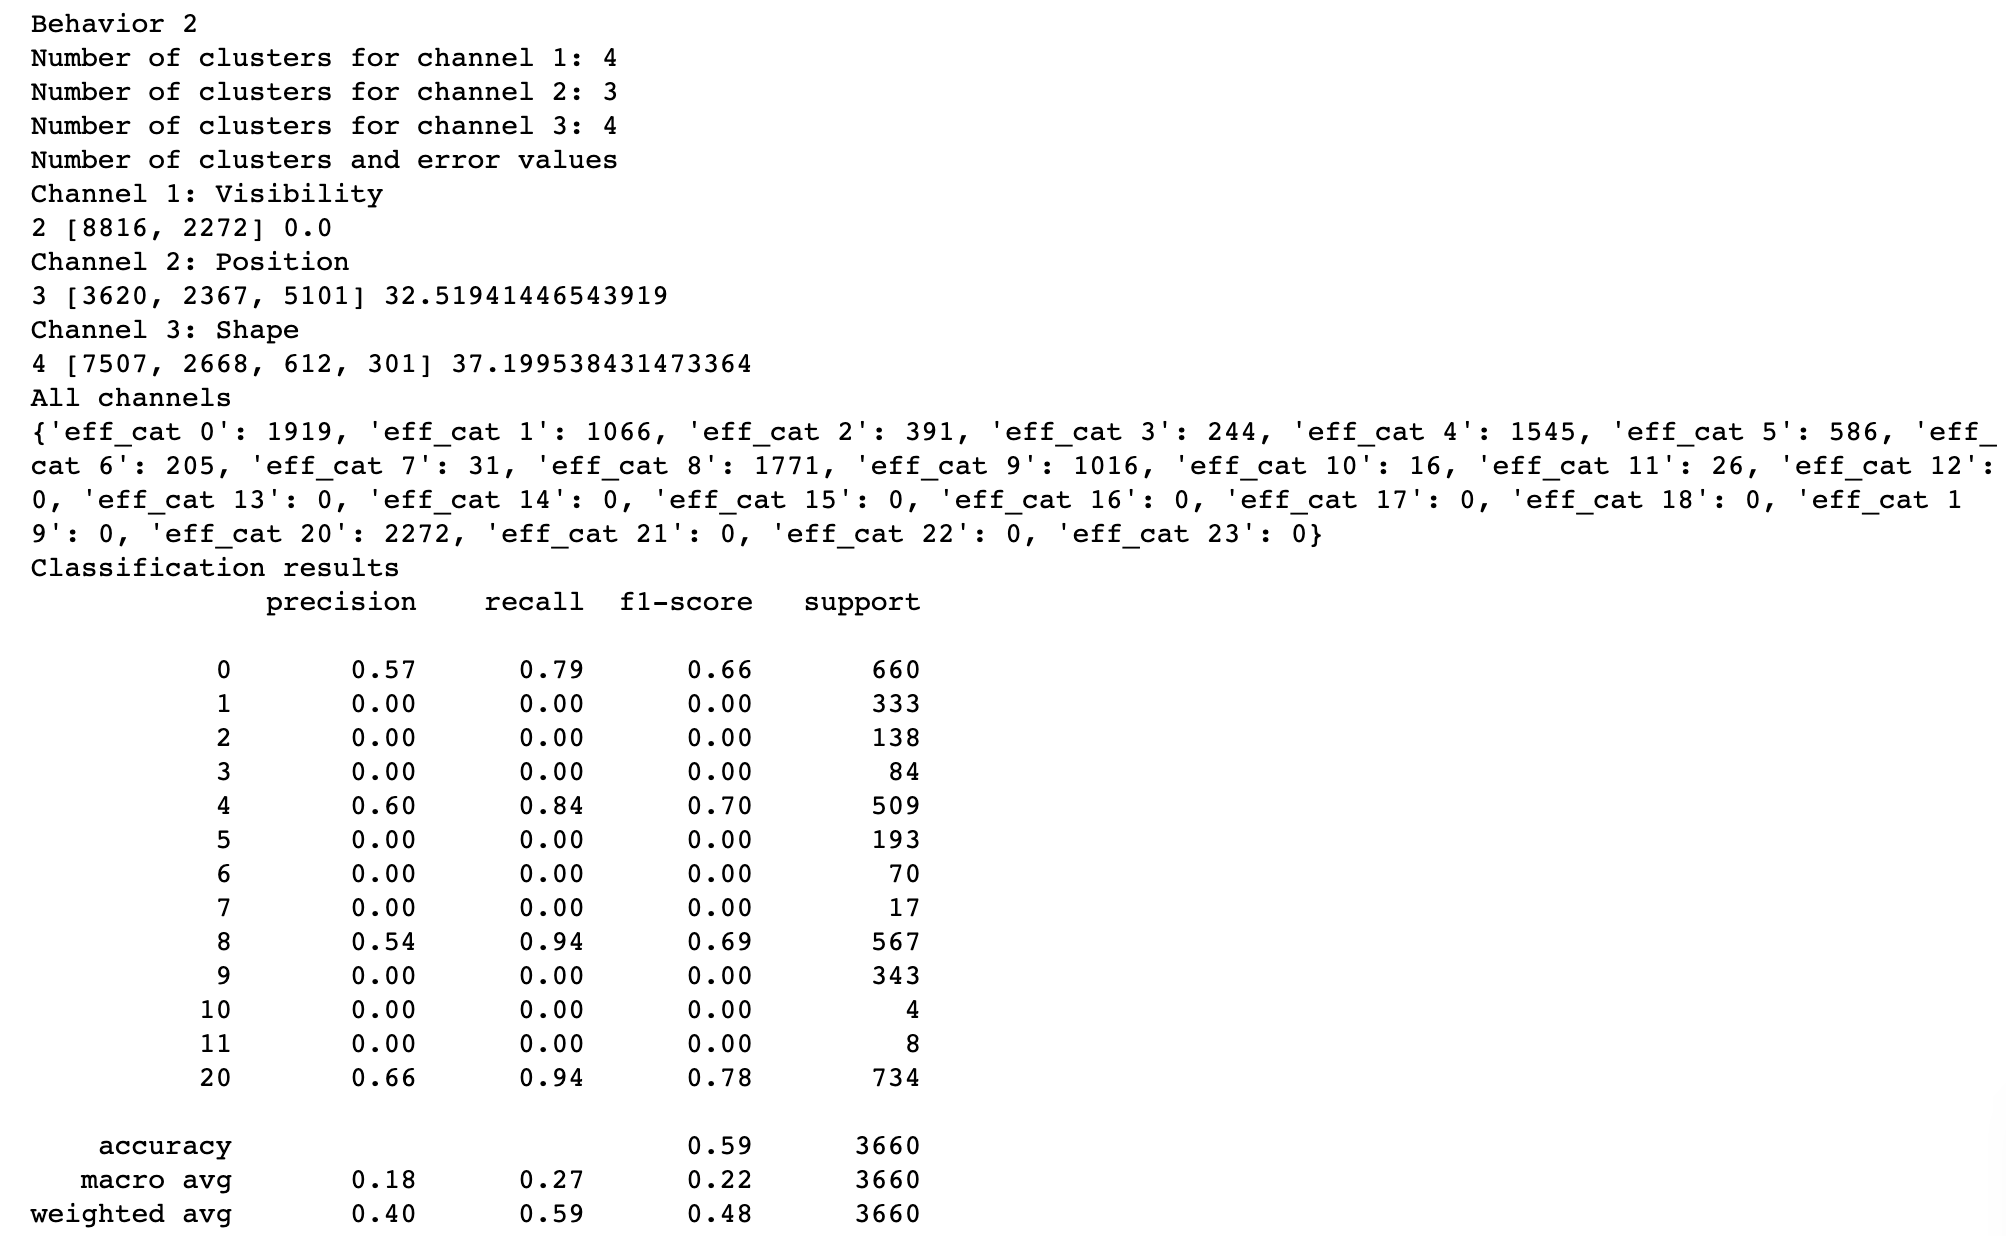 Behavior 2
Number of clusters for channel 1: 4
Number of clusters for channel 2: 3
Number of clusters for channel 3: 4
Number of clusters and error values
Channel 1: Visibility
2 [8816, 2272] 0.0
Channel 2: Position
3 [3620, 2367, 5101] 32.51941446543919
Channel 3: Shape
4 [7507, 2668, 612, 301] 37.199538431473364
All channels
{'eff_cat 0': 1919, 'eff_cat 1': 1066, 'eff_cat 2': 391, 'eff_cat 3': 244, 'eff_cat 4': 1545, 'eff_cat 5': 586, 'eff_
cat 6': 205, 'eff_cat 7': 31, 'eff_cat 8': 1771, 'eff_cat 9': 1016, 'eff_cat 10': 16, 'eff_cat 11': 26, 'eff_cat 12':
0, 'eff_cat 13': 0, 'eff_cat 14': 0, 'eff_cat 15': 0, 'eff_cat 16': 0, 'eff_cat 17': 0, 'eff_cat 18': 0, 'eff_cat 1
9': 0, 'eff_cat 20': 2272, 'eff_cat 21': 0, 'eff_cat 22': 0, 'eff_cat 23': 0}
Classification results
precision recall f1-score support
0 0.57 0.79 0.66 660
1 0.00 0.00 0.00 333
2 0.00 0.00 0.00 138
3 0.00 0.00 0.00 84
4 0.60 0.84 0.70 509
5 0.00 0.00 0.00 193
6 0.00 0.00 0.00 70
7 0.00 0.00 0.00 17
8 0.54 0.94 0.69 567
9 0.00 0.00 0.00 343
10 0.00 0.00 0.00 4
11 0.00 0.00 0.00 8
20 0.66 0.94 0.78 734
accuracy 0.59 3660
macro avg 0.18 0.27 0.22 3660
weighted avg 0.40 0.59 0.48 3660